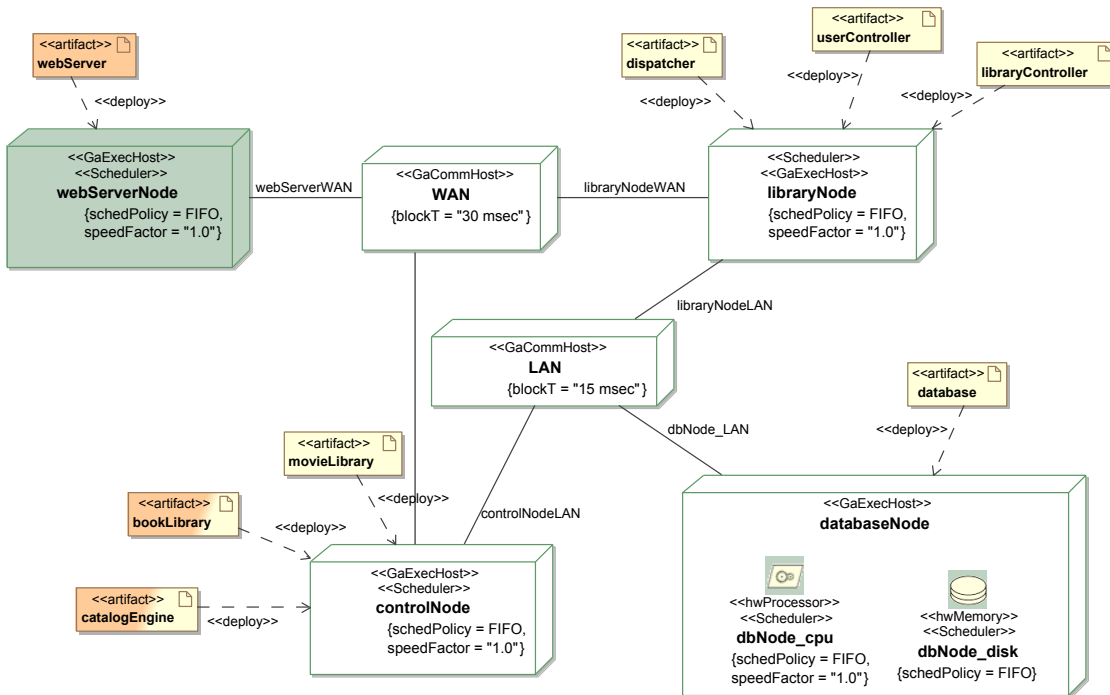 <<artifact>>
webServer
<<deploy>>
<<artifact>>
dispatcher
<<deploy>>
<<artifact>>
userController
<<deploy>>
<<artifact>>
libraryController
<<deploy>>
<<GaExecHost>>
<<Scheduler>>
webServerNode
{schedPolicy = FIFO,
speedFactor = "1.0"}
webServerWAN
<<GaCommHost>>
WAN
{blockT = "30 msec"}
libraryNodeWAN
<<Scheduler>>
<<GaExecHost>>
libraryNode
{schedPolicy = FIFO,
speedFactor = "1.0"}
libraryNodeLAN
<<GaCommHost>>
LAN
{blockT = "15 msec"}
<<artifact>>
database
<<deploy>>
dbNode_LAN
<<artifact>>
movieLibrary
<<deploy>>
<<artifact>>
bookLibrary
<<deploy>>
controlNodeLAN
<<artifact>>
catalogEngine
<<deploy>>
<<GaExecHost>>
<<Scheduler>>
controlNode
{schedPolicy = FIFO,
speedFactor = "1.0"}
<<GaExecHost>>
databaseNode
<<hwProcessor>>
<<Scheduler>>
dbNode_cpu
{schedPolicy = FIFO,
speedFactor = "1.0"}
<<hwMemory>>
<<Scheduler>>
dbNode_disk
{schedPolicy = FIFO}